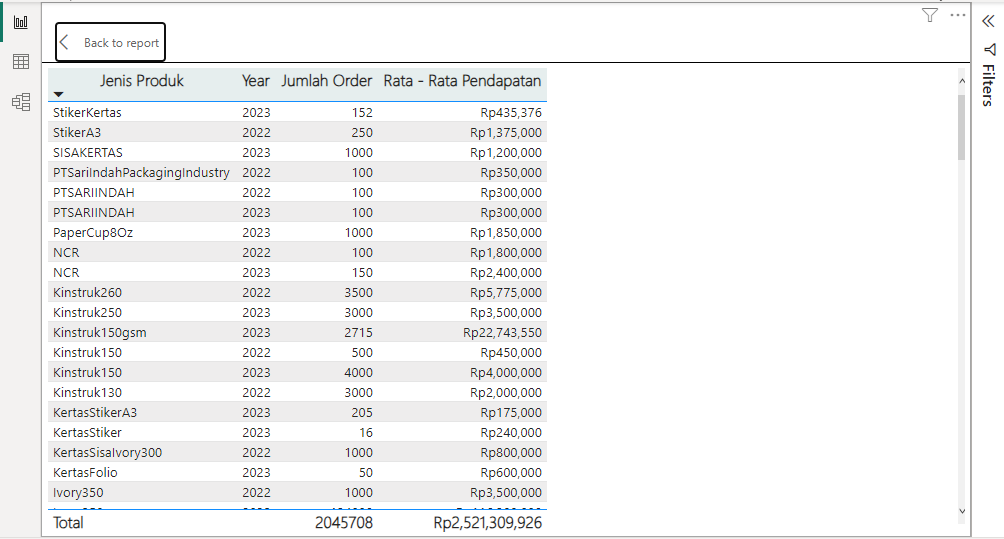 Back to report
Filters
Jenis Produk Year Jumlah Order Rata - Rata Pendapatan
StikerKertas 2023 152 Rp435,376
StikerA3 2022 250 Rp1,375,000
SISAKERTAS 2023 1000 Rp1,200,000
PTSariIndahPackagingIndustry 2022 100 Rp350,000
PTSARIINDAH 2022 100 Rp300,000
PTSARIINDAH 2023 100 Rp300,000
PaperCup8Oz 2023 1000 Rp1,850,000
NCR 2022 100 Rp1,800,000
NCR 2023 150 Rp2,400,000
Kinstruk260 2022 3500 Rp5,775,000
Kinstruk250 2023 3000 Rp3,500,000
Kinstruk150gsm 2023 2715 Rp22,743,550
Kinstruk150 2022 500 Rp450,000
Kinstruk150 2023 4000 Rp4,000,000
Kinstruk130 2022 3000 Rp2,000,000
KertasStikerA3 2023 205 Rp175,000
KertasStiker 2023 16 Rp240,000
KertasSisaIvory300 2022 1000 Rp800,000
KertasFolio 2023 50 Rp600,000
Ivory350 2022 1000 Rp3,500,000
Total 2045708 Rp2,521,309,926